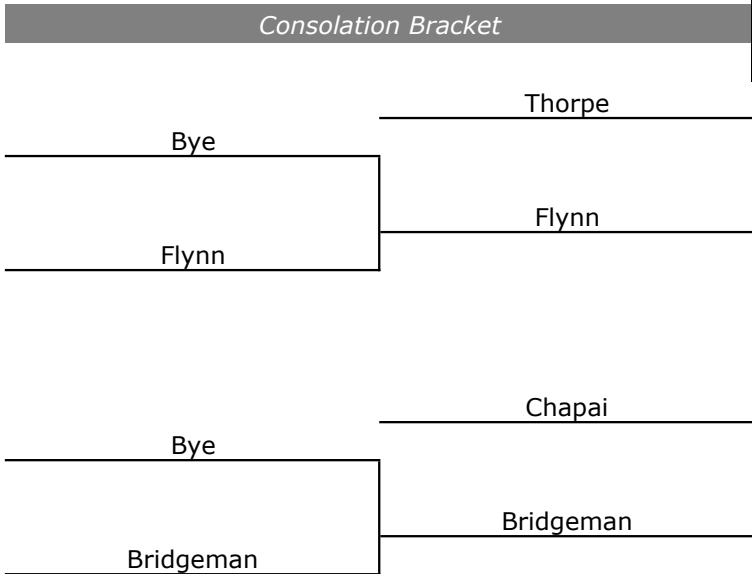 Consolation Bracket
Thorpe
Bye
Flynn
Flynn
Chapai
Bye
Bridgeman
Bridgeman